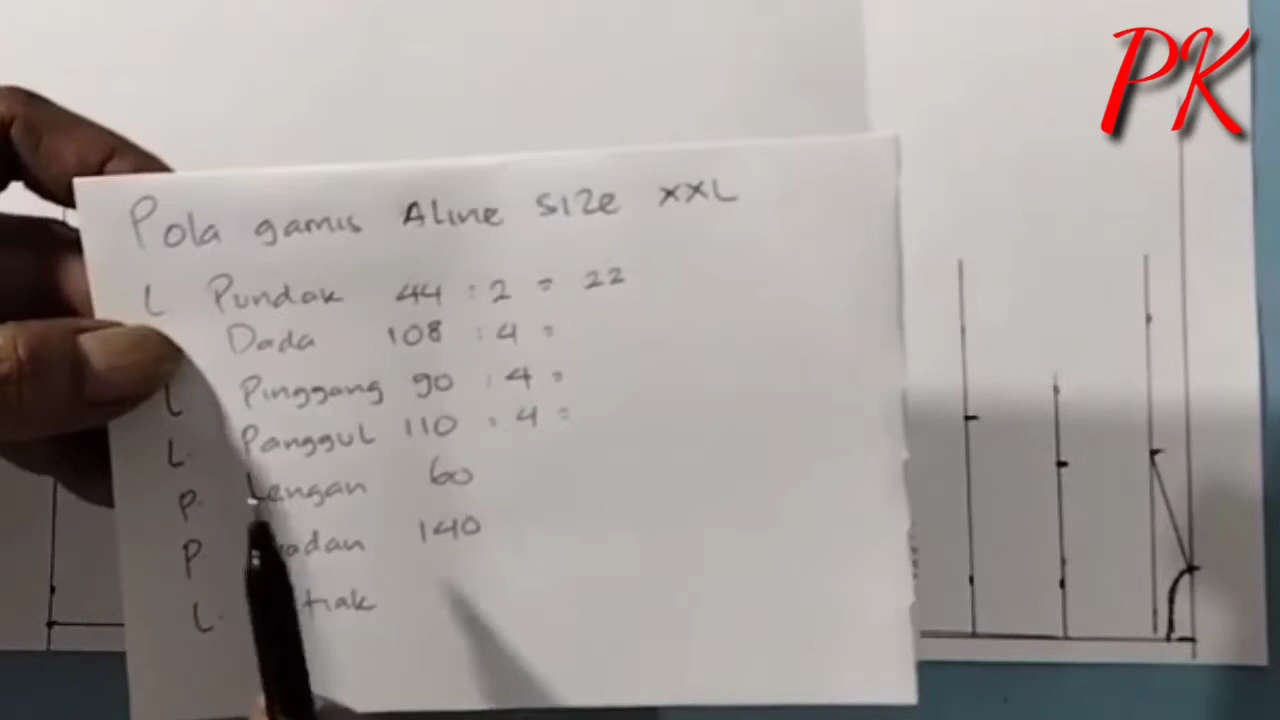 PK
Pola gamis Aline size XXL
L Pundak 44 : 2 = 22
Dada 108 : 4 =
L Pinggang 90 : 4 =
L. Panggul 110 : 4 =
P. Lengan 60
P 140
L.